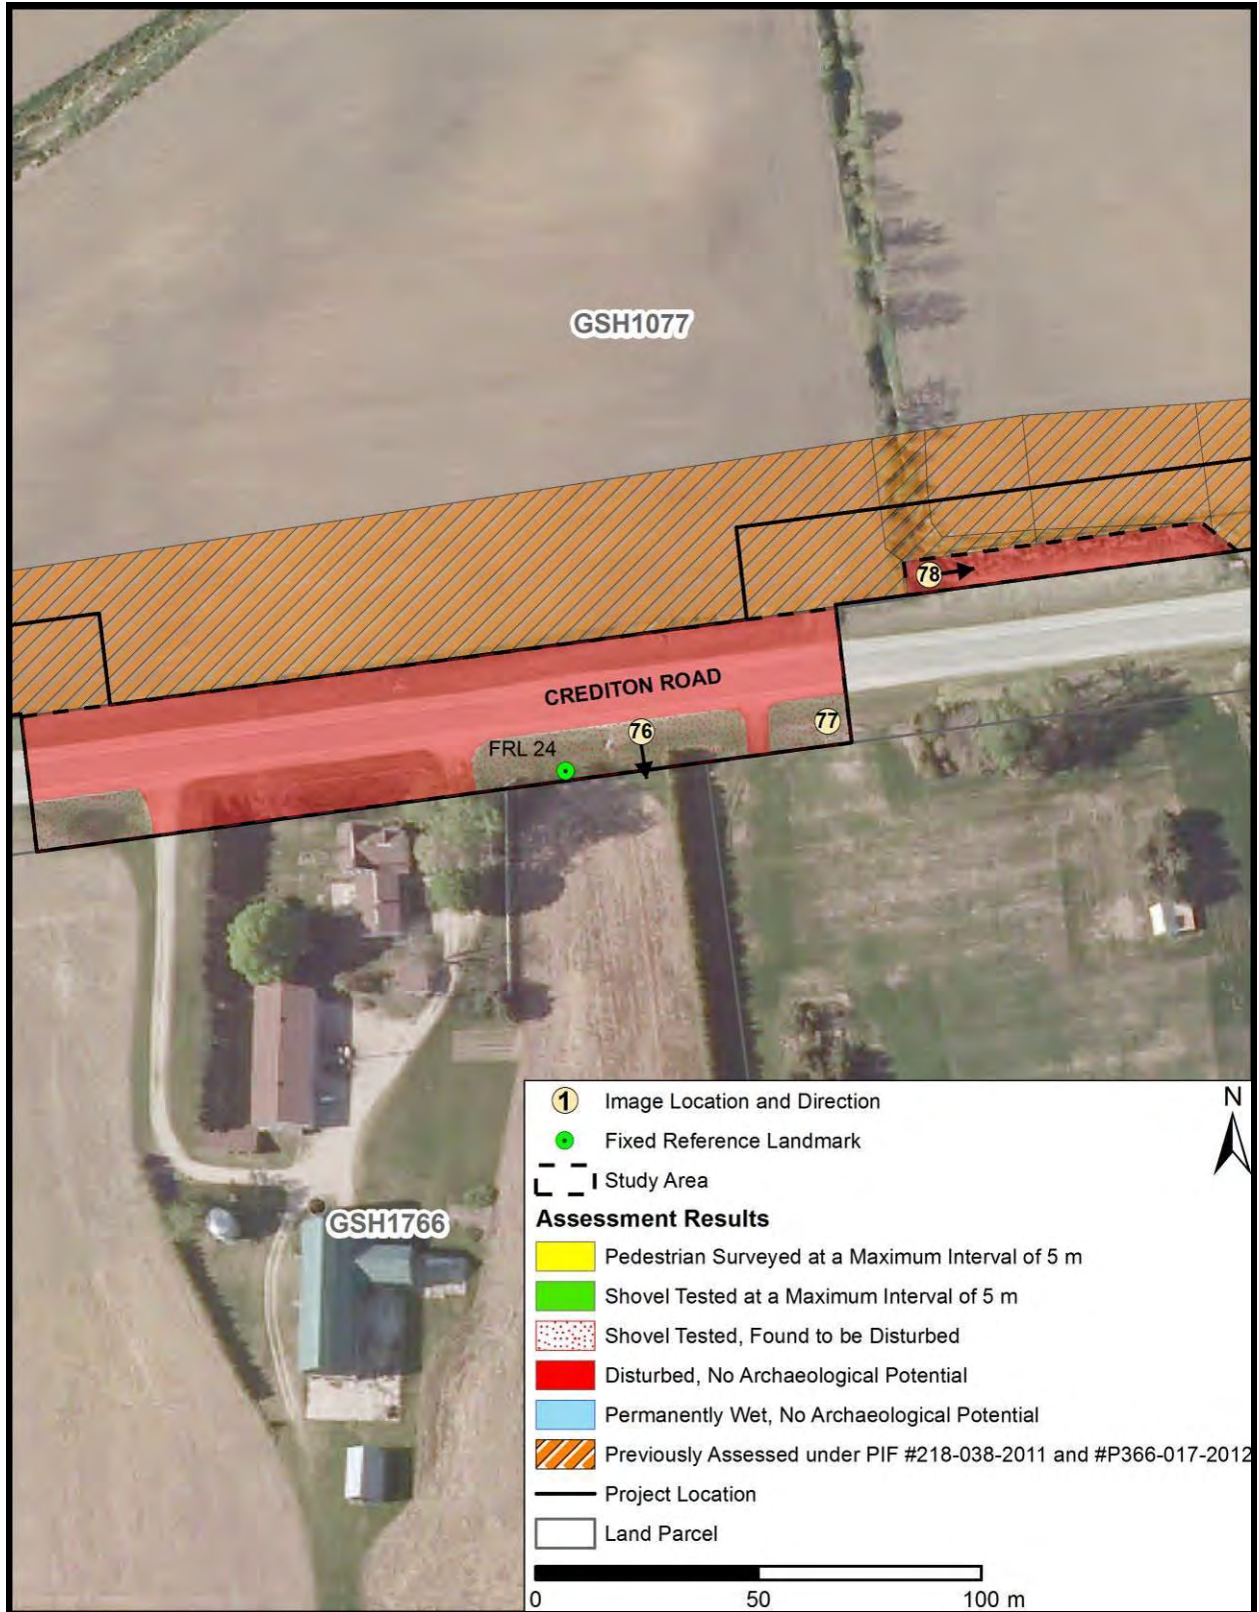 GSH1077
78
CREDITON ROAD
77
76
FRL 24
1 Image Location and Direction
N
Fixed Reference Landmark
Study Area
Assessment Results
GSH1766
Pedestrian Surveyed at a Maximum Interval of 5 m
Shovel Tested at a Maximum Interval of 5 m
Shovel Tested, Found to be Disturbed
Disturbed, No Archaeological Potential
Permanently Wet, No Archaeological Potential
Previously Assessed under PIF #218-038-2011 and #P366-017-2012
Project Location
Land Parcel
0 50 100 m